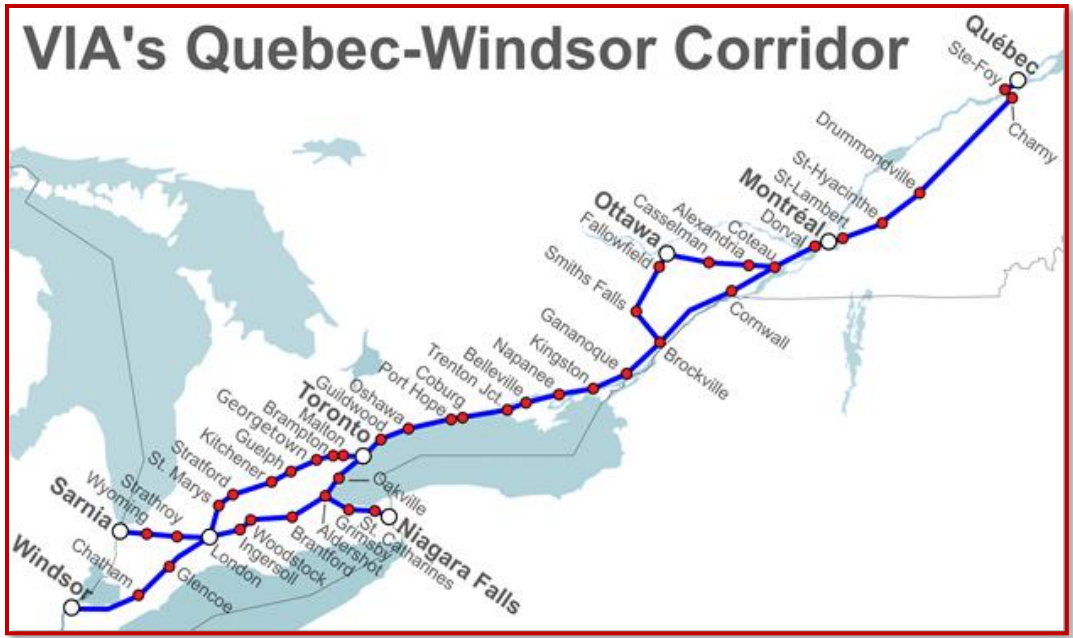 VIA's Quebec-Windsor Corridor
Québec
Ste-Foy
Charny
Drummondville
St-Hyacinthe
St-Lambert
Montréal
Dorval
Coteau
Alexandria
Casselman
Ottawa
Fallowfield
Smiths Falls
Cornwall
Brockville
Gananoque
Kingston
Napanee
Belleville
Trenton Jct.
Coburg
Port Hope
Oshawa
Guildwood
Toronto
Malton
Brampton
Georgetown
Guelph
Kitchener
Stratford
St. Marys
Oakville
Aldershot
Grimsby
St. Catharines
Niagara Falls
Brantford
Woodstock
Ingersoll
London
Strathroy
Wyoming
Sarnia
Glencoe
Chatham
Windsor